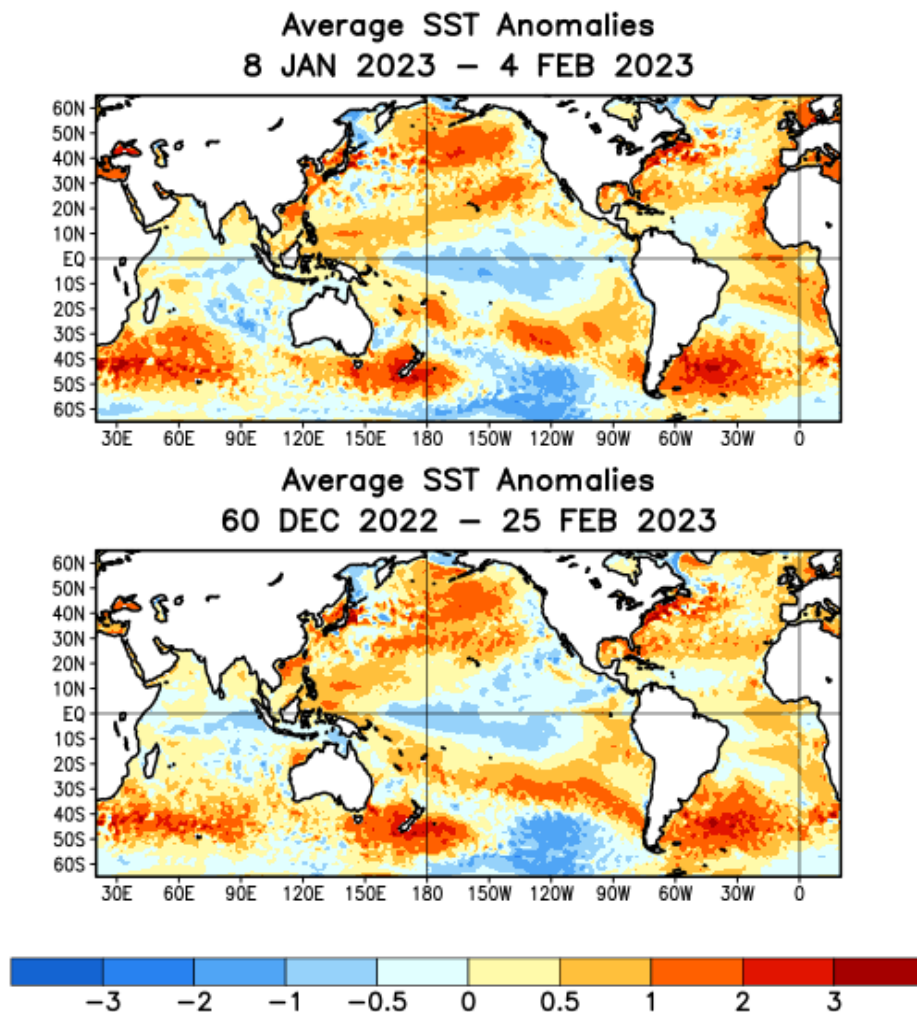 Average SST Anomalies
8 JAN 2023 – 4 FEB 2023
60N
50N
40N
30N
20N
10N
EQ
10S
20S
30S
40S
50S
60S
30E 60E 90E 120E 150E 180 150W 120W 90W 60W 30W 0
Average SST Anomalies
60 DEC 2022 – 25 FEB 2023
60N
50N
40N
30N
20N
10N
EQ
10S
20S
30S
40S
50S
60S
30E 60E 90E 120E 150E 180 150W 120W 90W 60W 30W 0
−3 −2 −1 −0.5 0 0.5 1 2 3